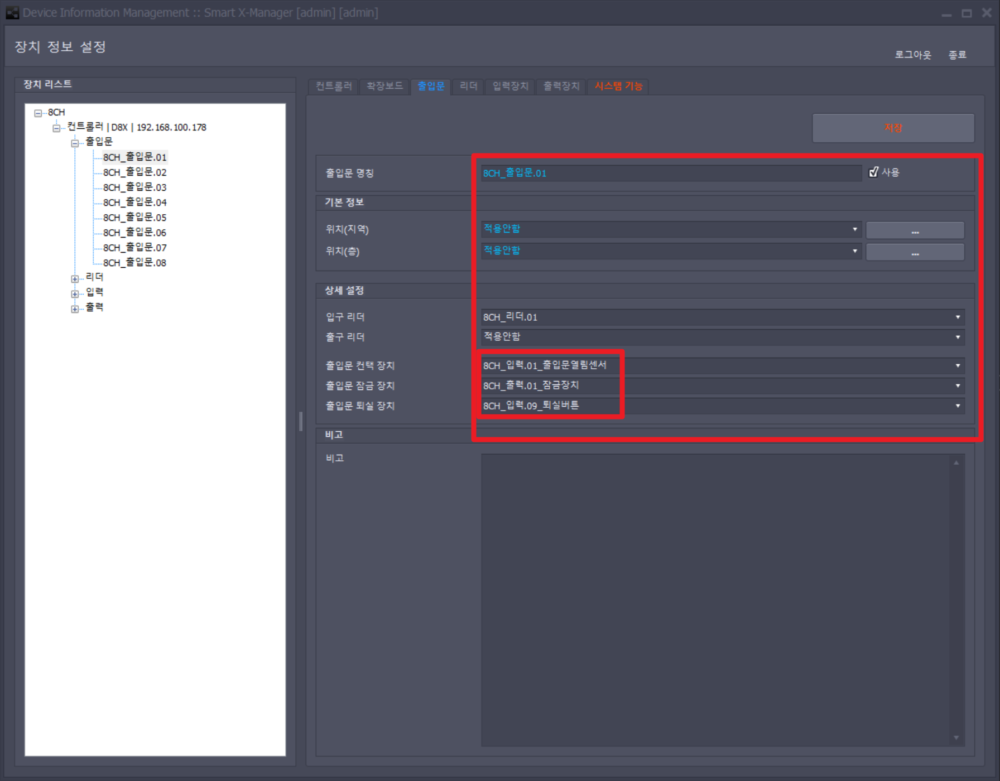 Device Information Management :: Smart X-Manager [admin] [admin]
장치 정보 설정
로그아웃 종료
장치 리스트
8CH
컨트롤러 | D8X | 192.168.100.178
출입문
8CH_출입문.01
8CH_출입문.02
8CH_출입문.03
8CH_출입문.04
8CH_출입문.05
8CH_출입문.06
8CH_출입문.07
8CH_출입문.08
리더
입력
출력
컨트롤러 확장보드 출입문 리더 입력장치 출력장치 시스템 기능
저장
출입문 명칭 8CH_출입문.01 사용
기본 정보
위치(지역) 적용안함 ...
위치(층) 적용안함 ...
상세 설정
입구 리더 8CH_리더.01
출구 리더 적용안함
출입문 컨택 장치 8CH_입력.01_출입문열림센서
출입문 잠금 장치 8CH_출력.01_잠금장치
출입문 퇴실 장치 8CH_입력.09_퇴실버튼
비고
비고